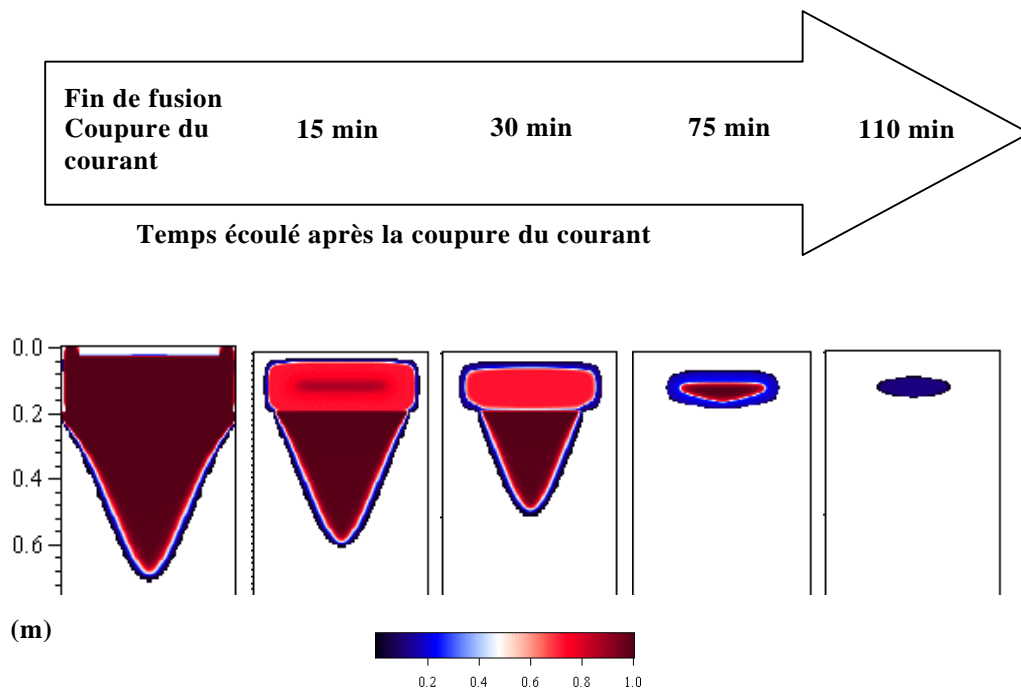 Fin de fusion
Coupure du
courant
15 min
30 min
75 min
110 min
Temps écoulé après la coupure du courant
0.0
0.2
0.4
0.6
(m)
0.2 0.4 0.6 0.8 1.0